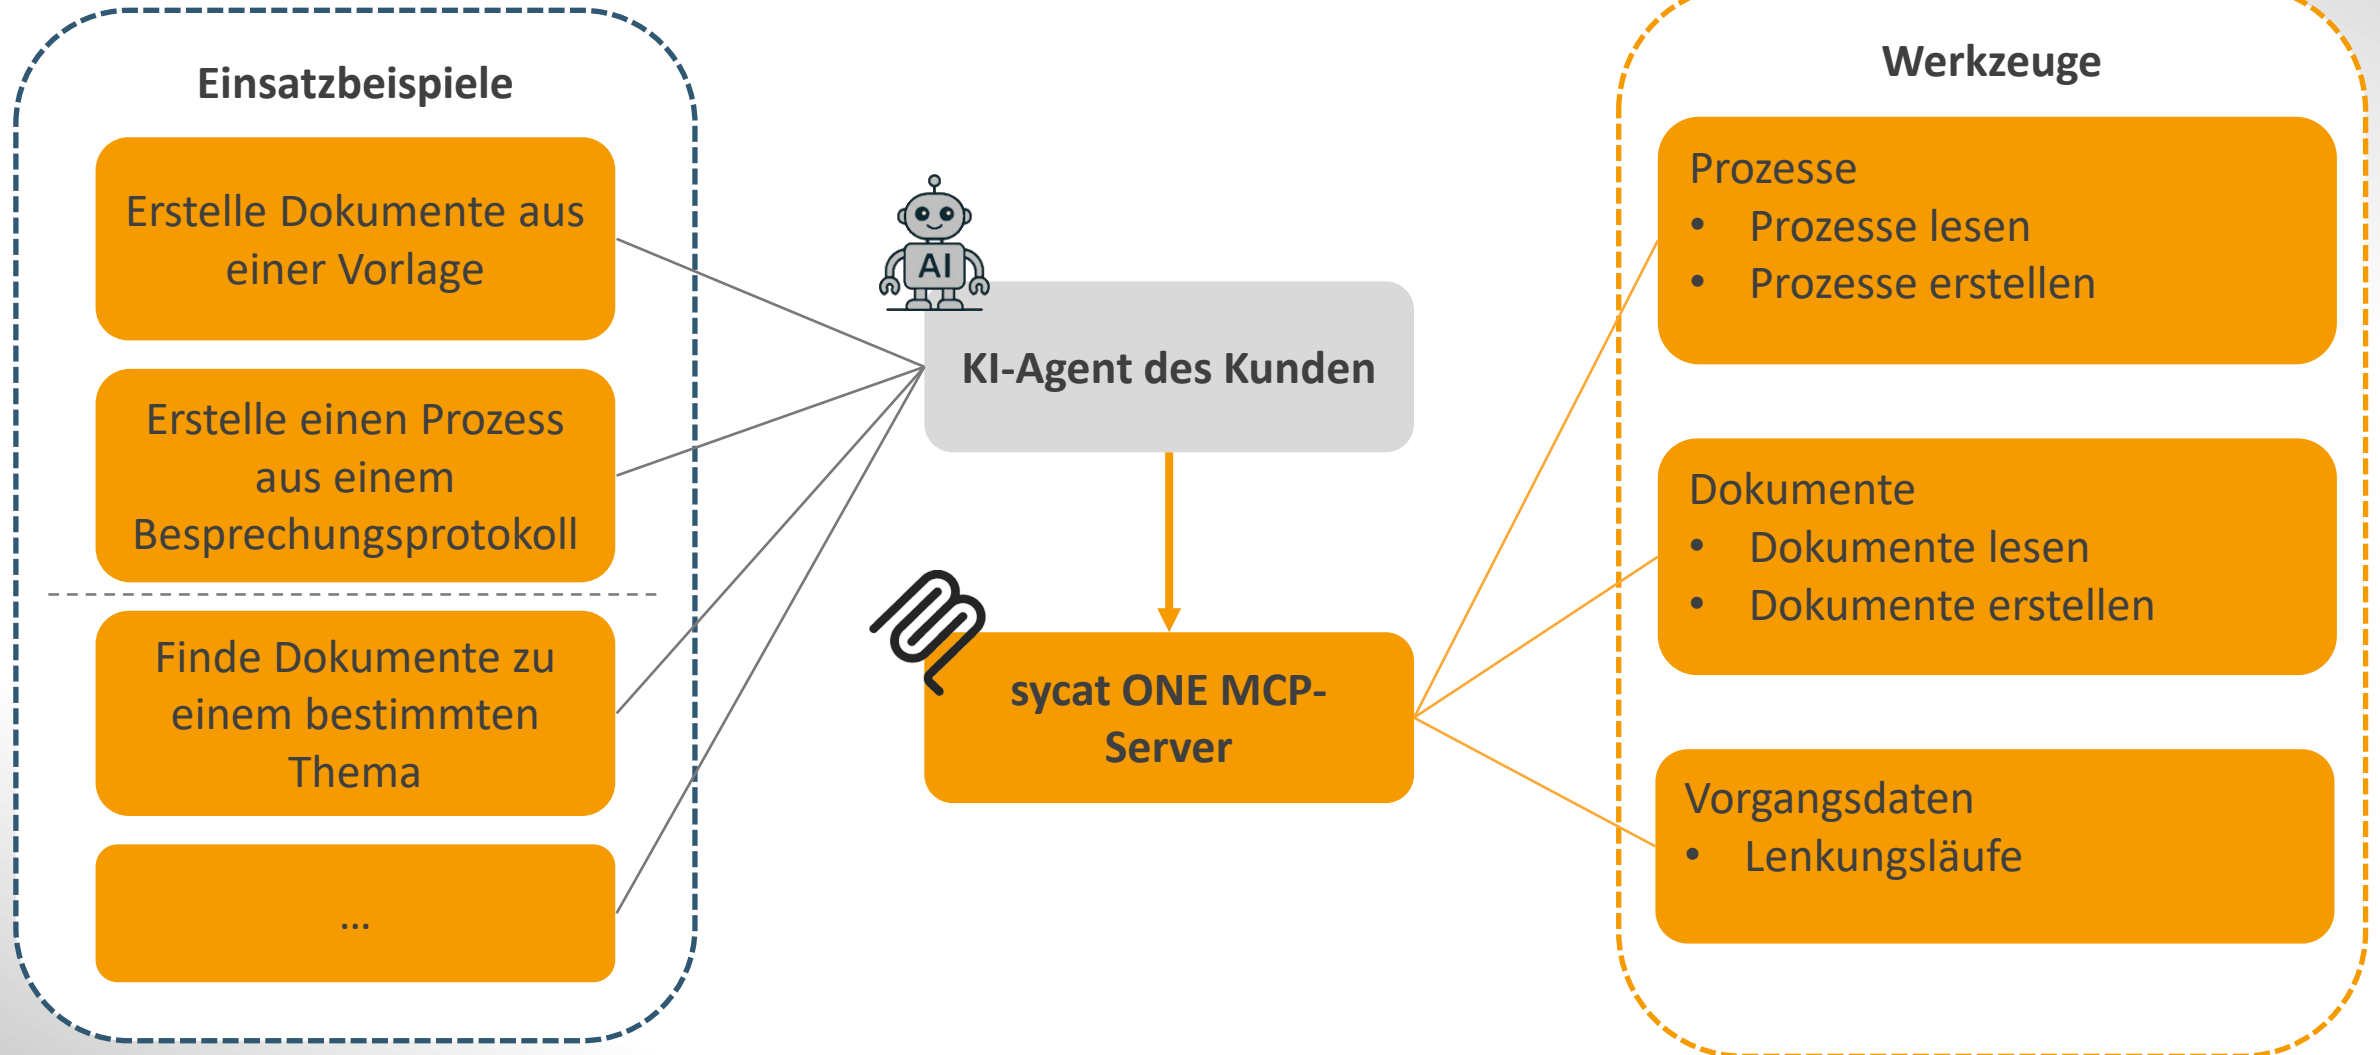 Einsatzbeispiele
Erstelle Dokumente aus
einer Vorlage
Erstelle einen Prozess
aus einem
Besprechungsprotokoll
Finde Dokumente zu
einem bestimmten
Thema
...
AI
KI-Agent des Kunden
sycat ONE MCP-
Server
Werkzeuge
Prozesse
• Prozesse lesen
• Prozesse erstellen
Dokumente
• Dokumente lesen
• Dokumente erstellen
Vorgangsdaten
• Lenkungsläufe